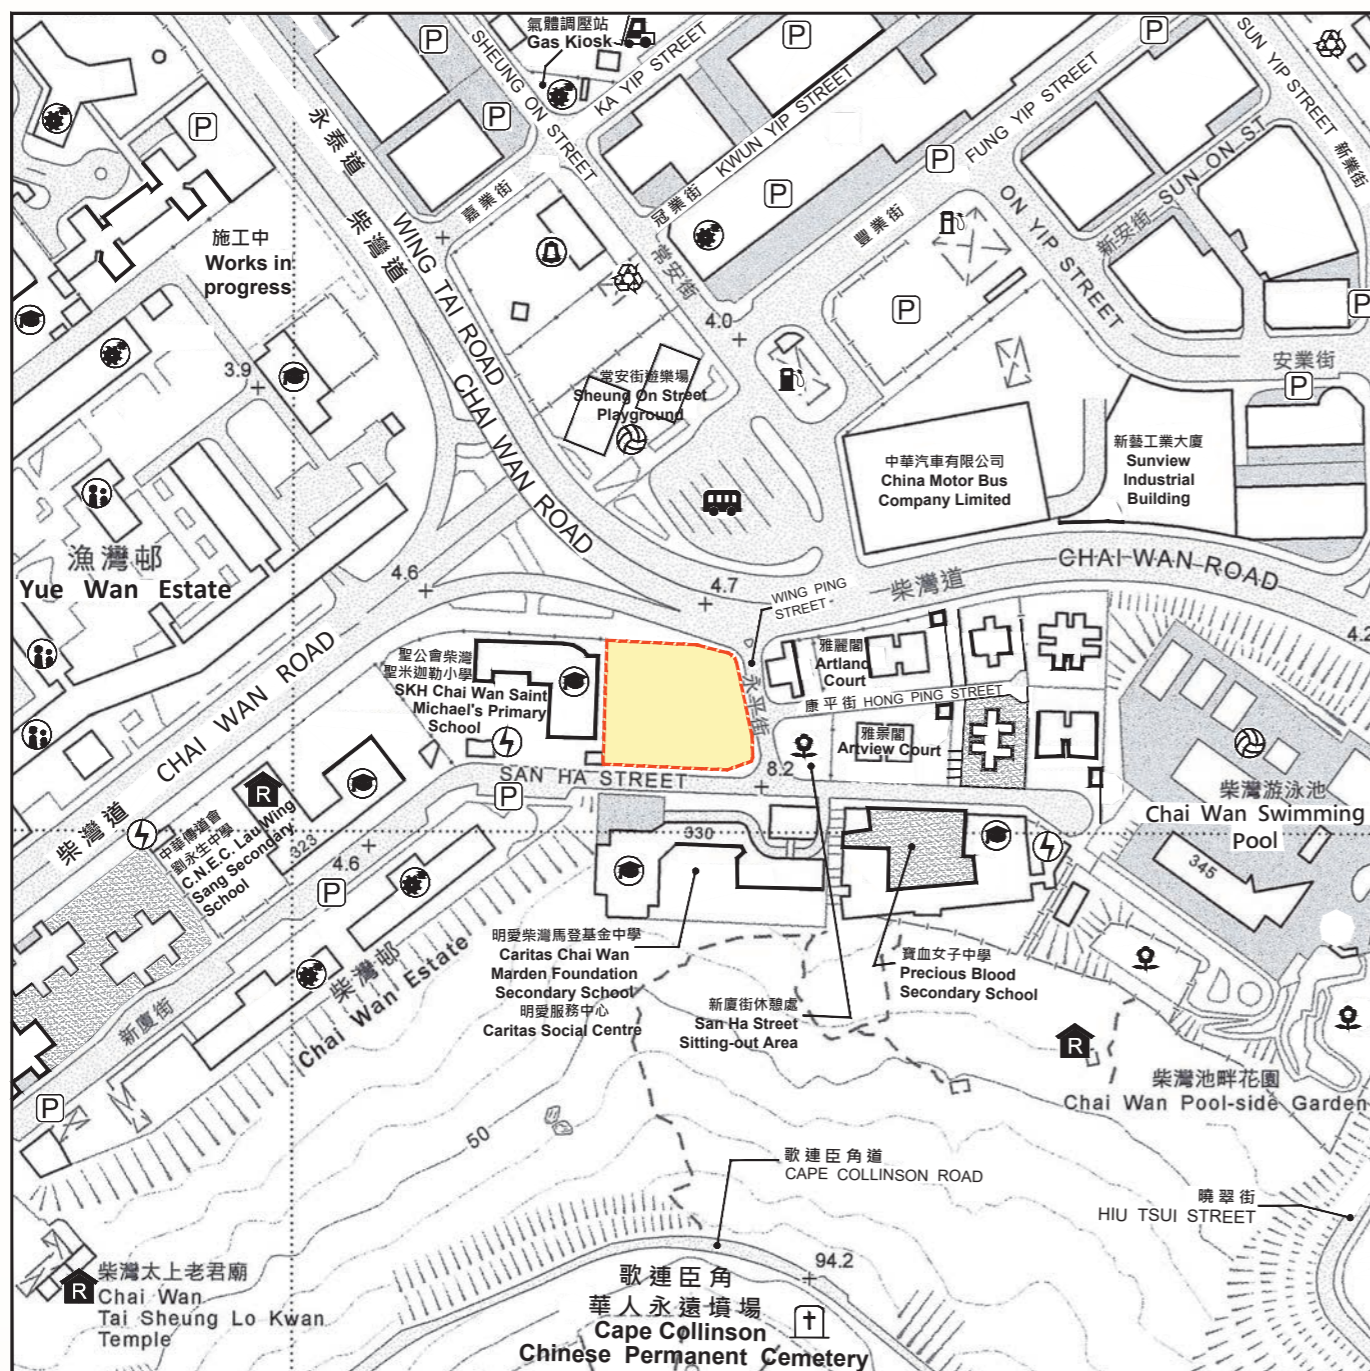 氣體調壓站
Gas Kiosk
SHEUNG ON STREET
KA YIP STREET
KWUN YIP STREET
FUNG YIP STREET
SUN YIP STREET 新業街
P
P
P
P
P
P
P
永泰道
WING TAI ROAD
嘉業街
冠業街
豐業街
常安街
新安街 SUN ON ST
ON YIP STREET
安業街
P
P
P
施工中
Works in
progress
柴灣道
CHAI WAN ROAD
3.9
4.0
常安街遊樂場
Sheung On Street
Playground
中華汽車有限公司
China Motor Bus
Company Limited
新藝工業大廈
Sunview
Industrial
Building
漁灣邨
Yue Wan Estate
4.6
4.7
WING PING
STREET
永平街
柴灣道
CHAI WAN ROAD
聖公會柴灣
聖米迦勒小學
SKH Chai Wan Saint
Michael's Primary
School
雅麗閣
Artland
Court
康平街 HONG PING STREET
雅景閣
Artview Court
8.2
SAN HA STREET
P
柴灣道
CHAI WAN ROAD
R
中華傳道會
劉永生中學
C.N.E.C. Lau Wing
Sang Secondary
School
323
4.6
330
P
柴灣游泳池
Chai Wan Swimming
Pool
345
新廈街
柴灣邨
Chai Wan Estate
P
明愛柴灣馬登基金中學
Caritas Chai Wan
Marden Foundation
Secondary School
明愛服務中心
Caritas Social Centre
新廈街休憩處
San Ha Street
Sitting-out Area
寶血女子中學
Precious Blood
Secondary School
R
柴灣池畔花園
Chai Wan Pool-side Garden
50
歌連臣角道
CAPE COLLINSON ROAD
曉翠街
HIU TSUI STREET
94.2
R
柴灣太上老君廟
Chai Wan
Tai Sheung Lo Kwan
Temple
歌連臣角
華人永遠墳場
Cape Collinson
Chinese Permanent Cemetery